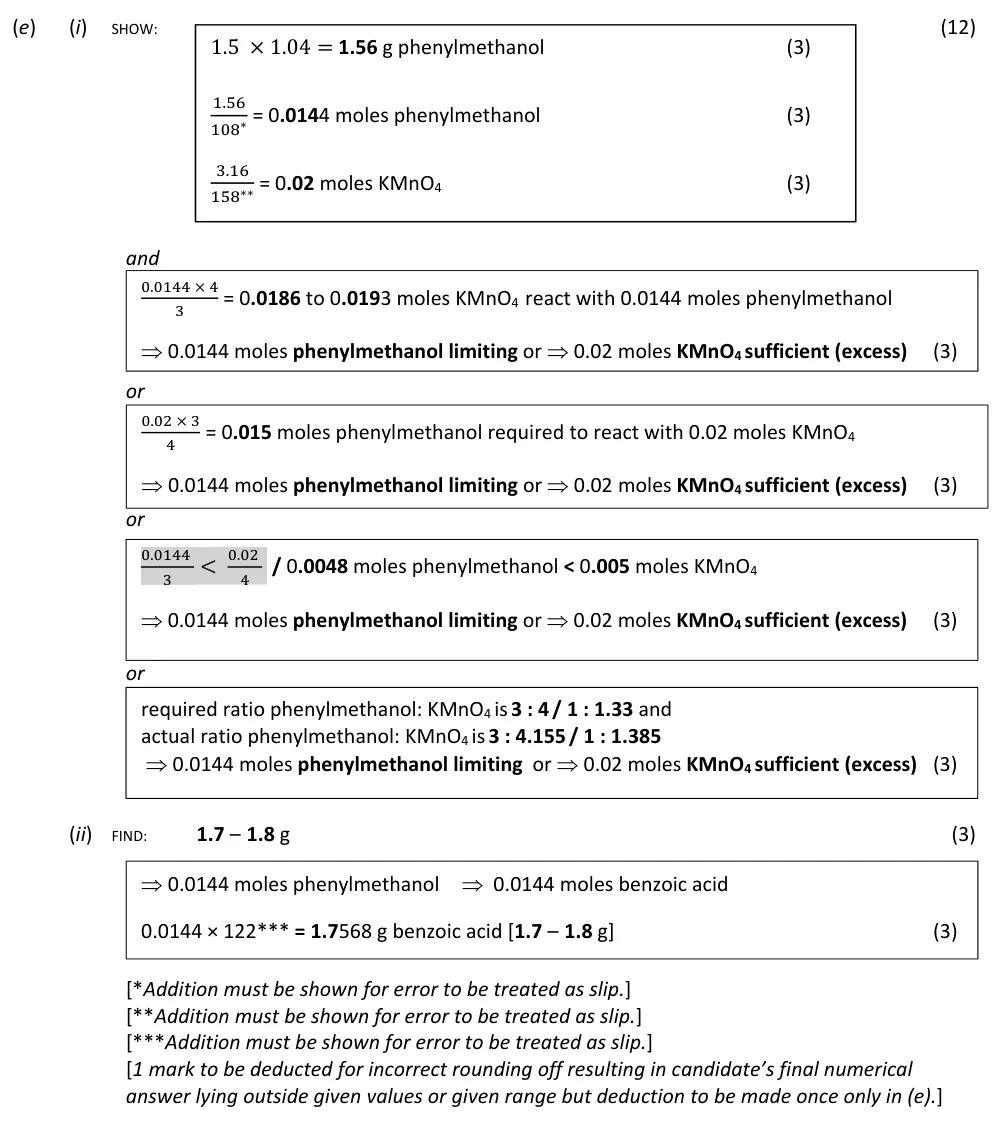 (e) (i) SHOW: (12)
1.5 × 1.04 = 1.56 g phenylmethanol (3)
1.56/108* = 0.0144 moles phenylmethanol (3)
3.16/158** = 0.02 moles KMnO₄ (3)
and
0.0144 × 4/3 = 0.0186 to 0.0193 moles KMnO₄ react with 0.0144 moles phenylmethanol
⇒ 0.0144 moles phenylmethanol limiting or ⇒ 0.02 moles KMnO₄ sufficient (excess) (3)
or
0.02 × 3/4 = 0.015 moles phenylmethanol required to react with 0.02 moles KMnO₄
⇒ 0.0144 moles phenylmethanol limiting or ⇒ 0.02 moles KMnO₄ sufficient (excess) (3)
or
0.0144/3 < 0.02/4 / 0.0048 moles phenylmethanol < 0.005 moles KMnO₄
⇒ 0.0144 moles phenylmethanol limiting or ⇒ 0.02 moles KMnO₄ sufficient (excess) (3)
or
required ratio phenylmethanol: KMnO₄ is 3 : 4 / 1 : 1.33 and
actual ratio phenylmethanol: KMnO₄ is 3 : 4.155 / 1 : 1.385
⇒ 0.0144 moles phenylmethanol limiting or ⇒ 0.02 moles KMnO₄ sufficient (excess) (3)
(ii) FIND: 1.7 – 1.8 g (3)
⇒ 0.0144 moles phenylmethanol ⇒ 0.0144 moles benzoic acid
0.0144 × 122*** = 1.7568 g benzoic acid [1.7 – 1.8 g] (3)
[*Addition must be shown for error to be treated as slip.]
[**Addition must be shown for error to be treated as slip.]
[***Addition must be shown for error to be treated as slip.]
[1 mark to be deducted for incorrect rounding off resulting in candidate's final numerical
answer lying outside given values or given range but deduction to be made once only in (e).]